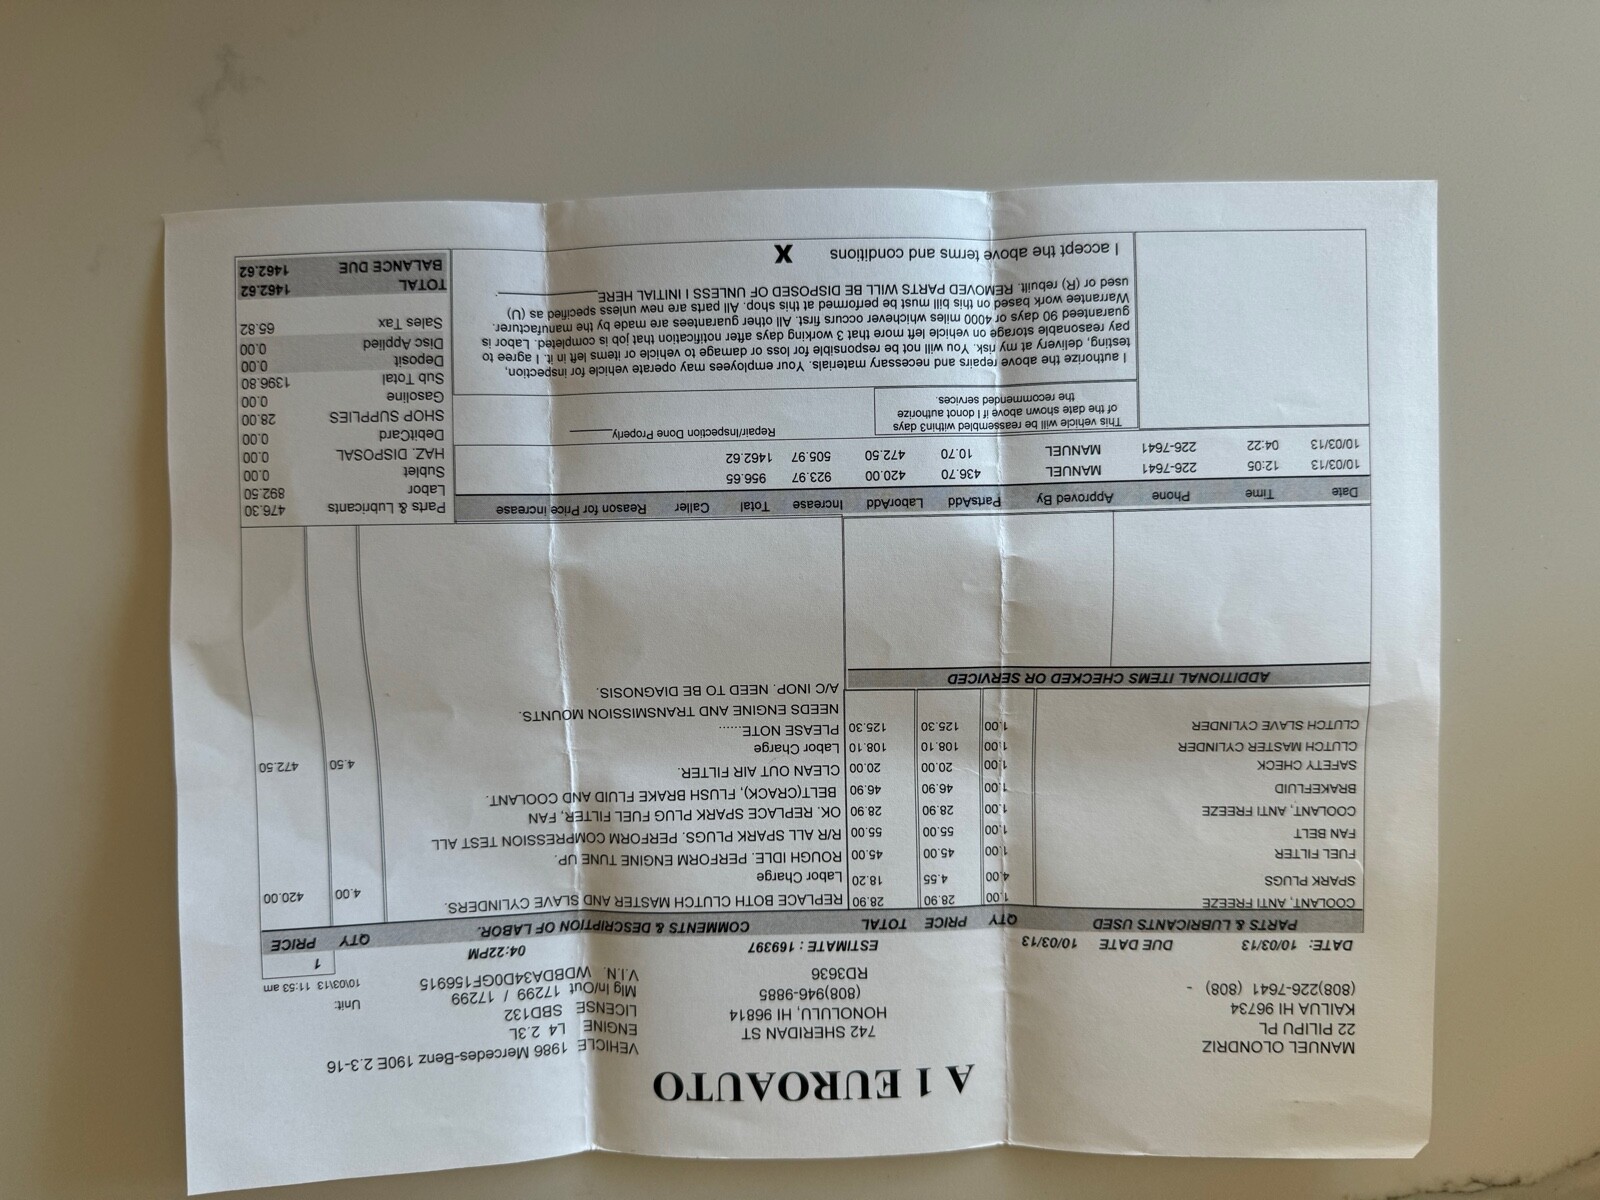 A 1 EUROAUTO
MANUEL OLONDRIZ
22 PILIPU PL
KAILUA HI 96734
(808)226-7641 (808) -
742 SHERIDAN ST
HONOLULU, HI 96814
(808)946-9885
RD3636
VEHICLE 1986 Mercedes-Benz 190E 2.3-16
ENGINE L4 2.3L
LICENSE SBD132 Unit:
Mlg In/Out 17299 / 17299
V.I.N. WDBDA34D0GF156915 10/03/13 11:53 am
DATE: 10/03/13 DUE DATE 10/03/13 ESTIMATE : 169397 04:22PM 1
PARTS & LUBRICANTS USED QTY PRICE TOTAL COMMENTS & DESCRIPTION OF LABOR. QTY PRICE
COOLANT, ANTI FREEZE 1.00 28.90 28.90
SPARK PLUGS 4.00 4.55 18.20
FUEL FILTER 1.00 45.00 45.00
FAN BELT 1.00 55.00 55.00
COOLANT, ANTI FREEZE 1.00 28.90 28.90
BRAKEFLUID 1.00 46.90 46.90
SAFETY CHECK 1.00 20.00 20.00
CLUTCH MASTER CYLINDER 1.00 108.10 108.10
CLUTCH SLAVE CYLINDER 1.00 125.30 125.30
REPLACE BOTH CLUTCH MASTER AND SLAVE CYLINDERS.
Labor Charge 4.00 420.00
ROUGH IDLE. PERFORM ENGINE TUNE UP.
R/R ALL SPARK PLUGS. PERFORM COMPRESSION TEST ALL
OK. REPLACE SPARK PLUG FUEL FILTER, FAN
BELT(CRACK), FLUSH BRAKE FLUID AND COOLANT.
CLEAN OUT AIR FILTER.
Labor Charge 4.50 472.50
PLEASE NOTE......
NEEDS ENGINE AND TRANSMISSION MOUNTS.
A/C INOP. NEED TO BE DIAGNOSIS.
ADDITIONAL ITEMS CHECKED OR SERVICED
Date Time Phone Approved By PartsAdd LaborAdd Increase Total Caller Reason for Price increase
10/03/13 12:05 226-7641 MANUEL 436.70 420.00 923.97 956.65
10/03/13 04:22 226-7641 MANUEL 10.70 472.50 505.97 1462.62
This vehicle will be reassembled within3 days
of the date shown above if I donot authorize
the recommended services.
Repair/Inspection Done Properly
I authorize the above repairs and necessary materials. Your employees may operate vehicle for inspection,
testing, delivery at my risk. You will not be responsible for loss or damage to vehicle or items left in it. I agree to
pay reasonable storage on vehicle left more that 3 working days after notification that job is completed. Labor is
guaranteed 90 days or 4000 miles whichever occurs first. All other guarantees are made by the manufacturer.
Warrantee work based on this bill must be performed at this shop. All parts are new unless specified as (U)
used or (R) rebuilt. REMOVED PARTS WILL BE DISPOSED OF UNLESS I INITIAL HERE
I accept the above terms and conditions X
Parts & Lubricants 476.30
Labor 892.50
Sublet 0.00
HAZ. DISPOSAL 0.00
DebitCard 0.00
SHOP SUPPLIES 28.00
Gasoline 0.00
Sub Total 1396.80
Deposit 0.00
Disc Applied 0.00
Sales Tax 65.82
TOTAL 1462.62
BALANCE DUE 1462.62